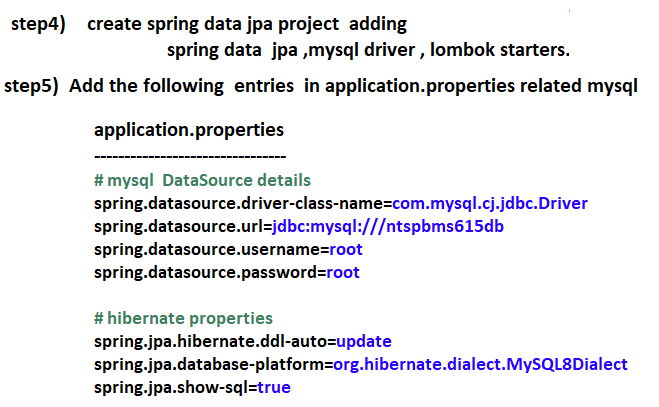 step4) create spring data jpa project adding
spring data jpa ,mysql driver , lombok starters.
step5) Add the following entries in application.properties related mysql
application.properties
--------------------------------
# mysql DataSource details
spring.datasource.driver-class-name=com.mysql.cj.jdbc.Driver
spring.datasource.url=jdbc:mysql:///ntspbms615db
spring.datasource.username=root
spring.datasource.password=root
# hibernate properties
spring.jpa.hibernate.ddl-auto=update
spring.jpa.database-platform=org.hibernate.dialect.MySQL8Dialect
spring.jpa.show-sql=true